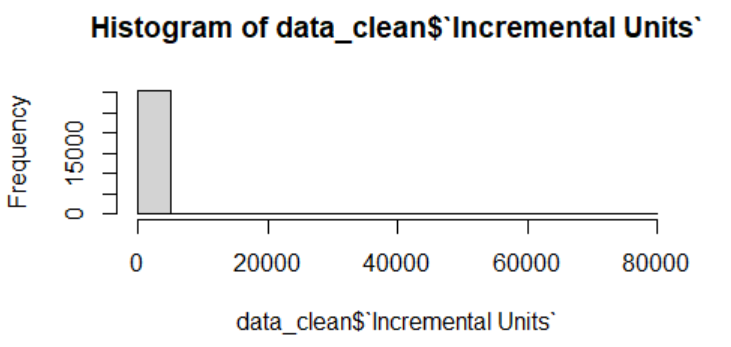 Histogram of data_clean$`Incremental Units`
Frequency
0 15000
0 20000 40000 60000 80000
data_clean$`Incremental Units`